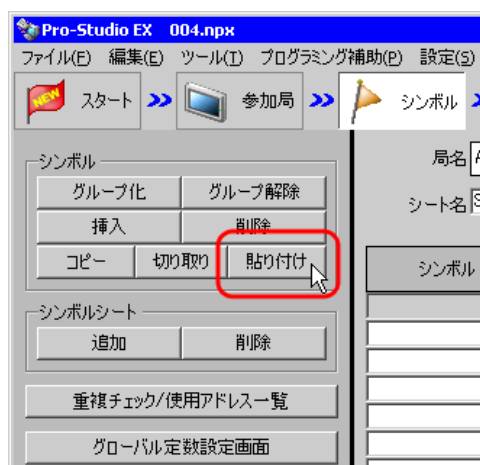 Pro-Studio EX 004.npx
ファイル(F) 編集(E) ツール(T) プログラミング補助(P) 設定(S)
NEW スタート 参加局 シンボル
シンボル
グループ化 グループ解除
挿入 削除
コピー 切り取り 貼り付け
シンボルシート
追加 削除
重複チェック/使用アドレス一覧
グローバル定数設定画面
局名 A
シート名 S
シンボル